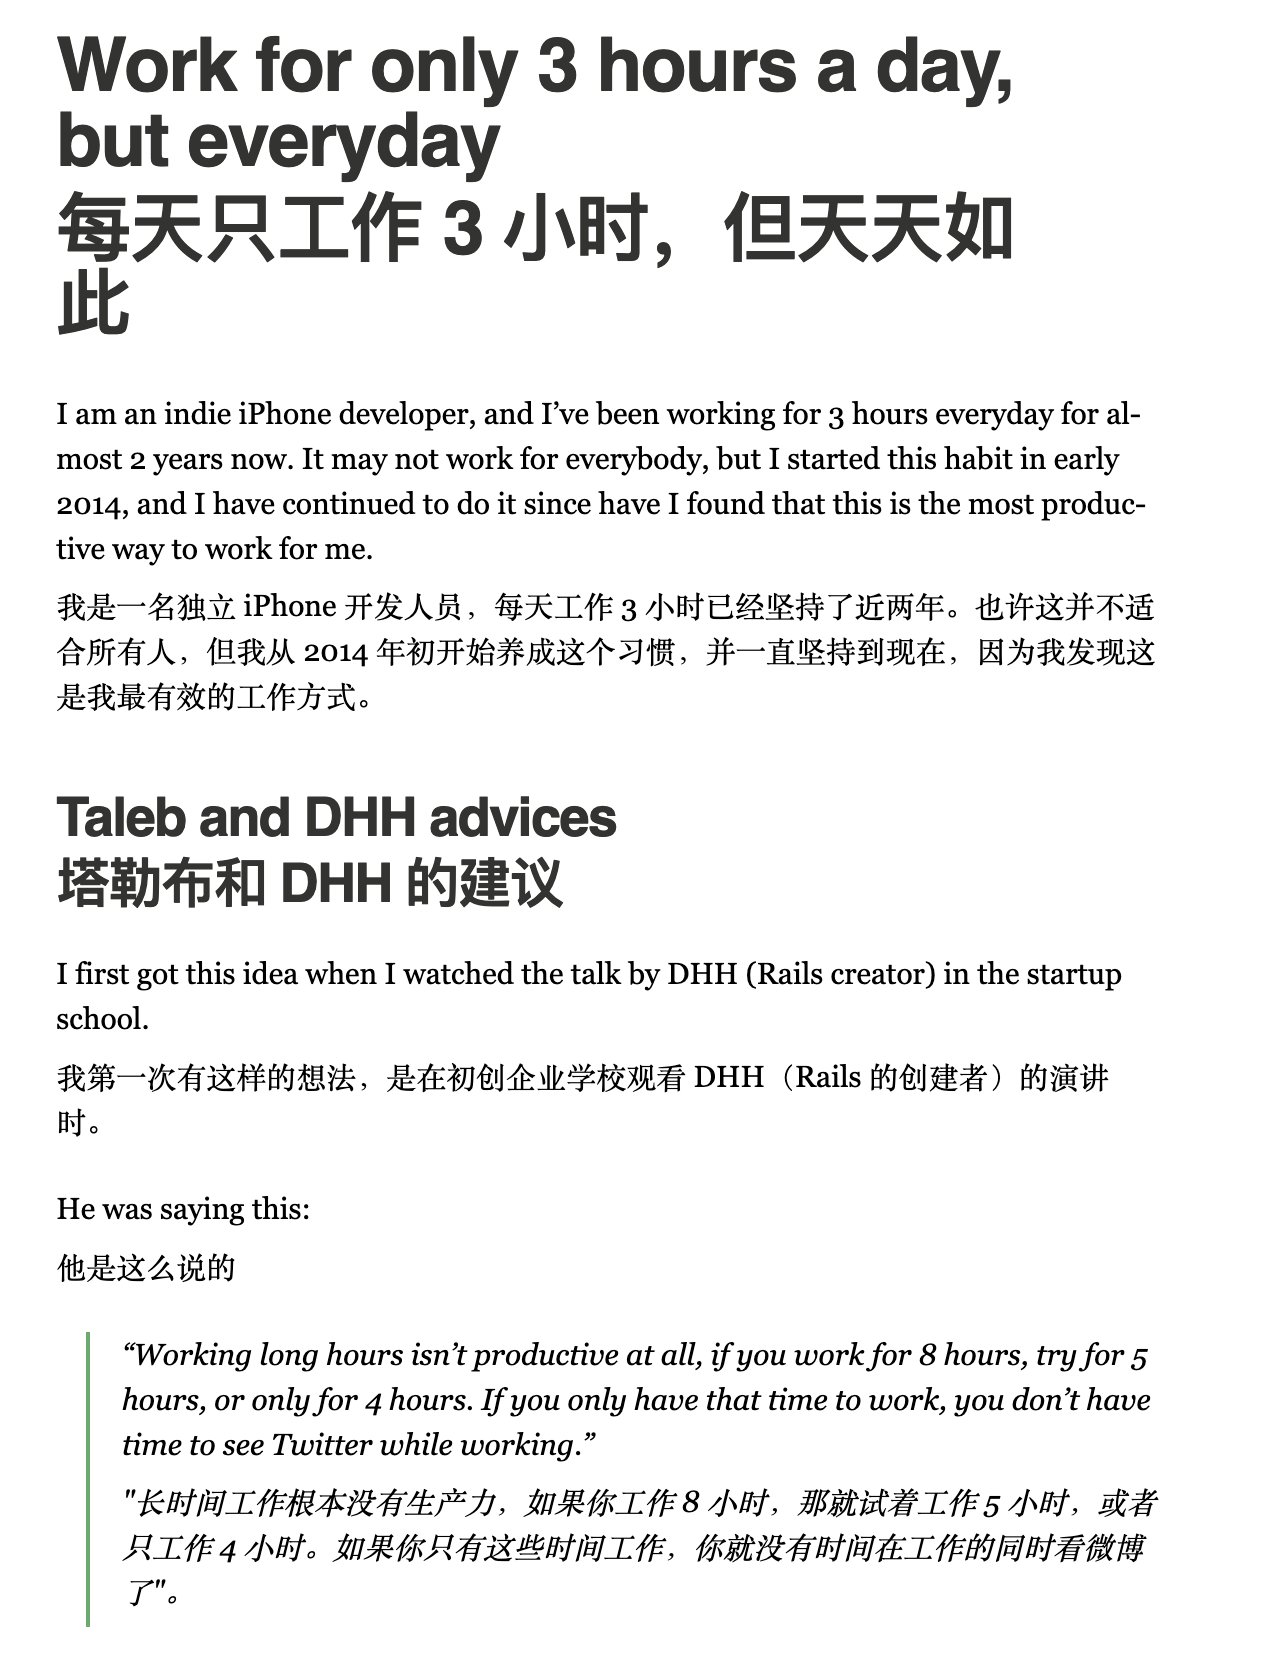 Work for only 3 hours a day,
but everyday
每天只工作 3 小时，但天天如
此
I am an indie iPhone developer, and I’ve been working for 3 hours everyday for al-
most 2 years now. It may not work for everybody, but I started this habit in early
2014, and I have continued to do it since have I found that this is the most produc-
tive way to work for me.
我是一名独立 iPhone 开发人员，每天工作 3 小时已经坚持了近两年。也许这并不适
合所有人，但我从 2014 年初开始养成这个习惯，并一直坚持到现在，因为我发现这
是我最有效的工作方式。
Taleb and DHH advices
塔勒布和 DHH 的建议
I first got this idea when I watched the talk by DHH (Rails creator) in the startup
school.
我第一次有这样的想法，是在初创企业学校观看 DHH（Rails 的创建者）的演讲
时。
He was saying this:
他是这么说的
“Working long hours isn’t productive at all, if you work for 8 hours, try for 5
hours, or only for 4 hours. If you only have that time to work, you don’t have
time to see Twitter while working.”
"长时间工作根本没有生产力，如果你工作 8 小时，那就试着工作 5 小时，或者
只工作 4 小时。如果你只有这些时间工作，你就没有时间在工作的同时看微博
了"。